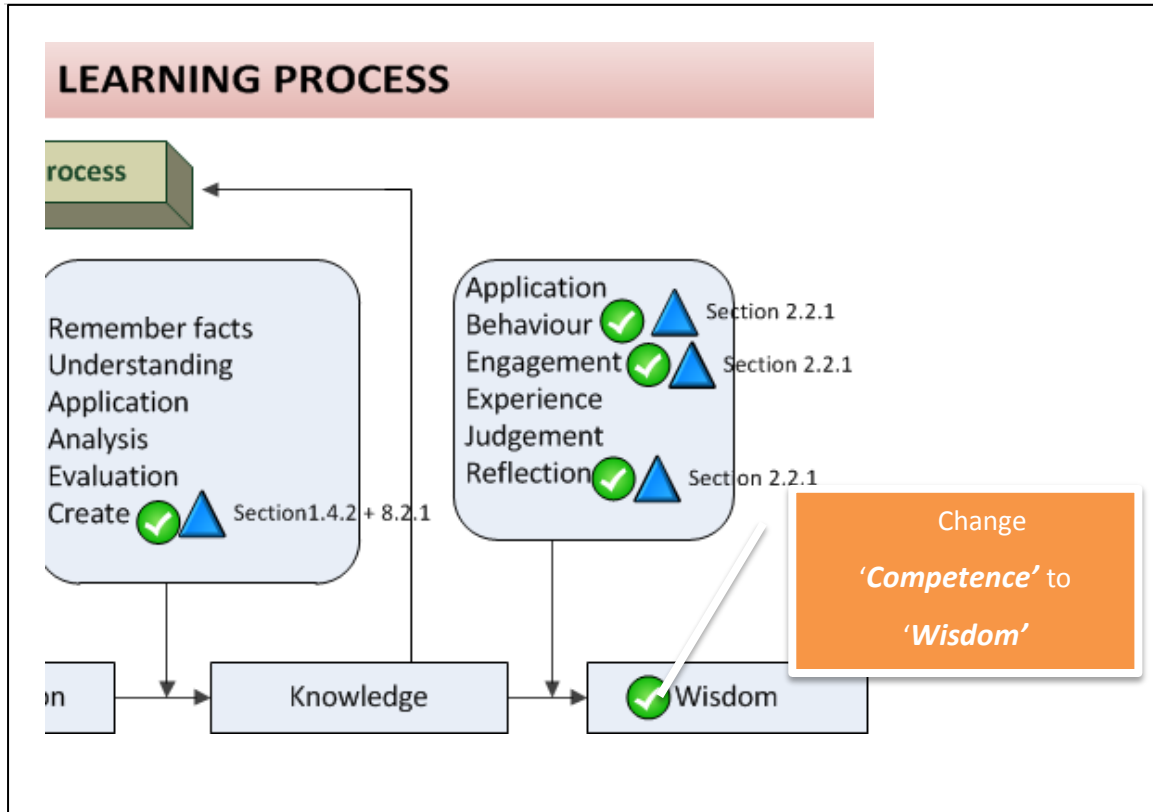 LEARNING PROCESS
rocess
Remember facts
Understanding
Application
Analysis
Evaluation
Create Section1.4.2 + 8.2.1
Application
Behaviour Section 2.2.1
Engagement Section 2.2.1
Experience
Judgement
Reflection Section 2.2.1
Change
‘Competence’ to
‘Wisdom’
on
Knowledge
Wisdom